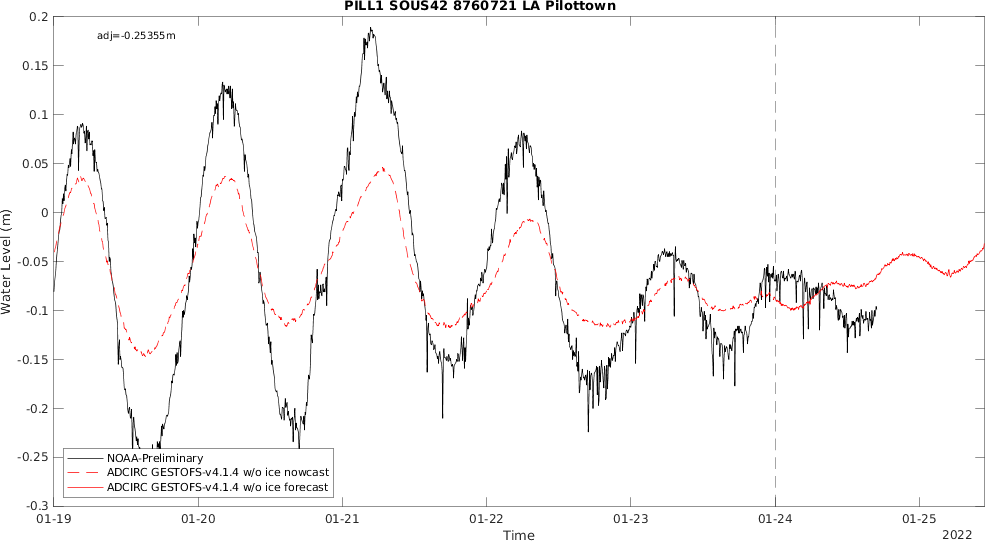 PILL1 SOUS42 8760721 LA Pilottown
adj=-0.25355m
0.2
0.15
0.1
0.05
0
-0.05
-0.1
-0.15
-0.2
-0.25
-0.3
Water Level (m)
NOAA-Preliminary
ADCIRC GESTOFS-v4.1.4 w/o ice nowcast
ADCIRC GESTOFS-v4.1.4 w/o ice forecast
01-19 01-20 01-21 01-22 01-23 01-24 01-25
Time
2022